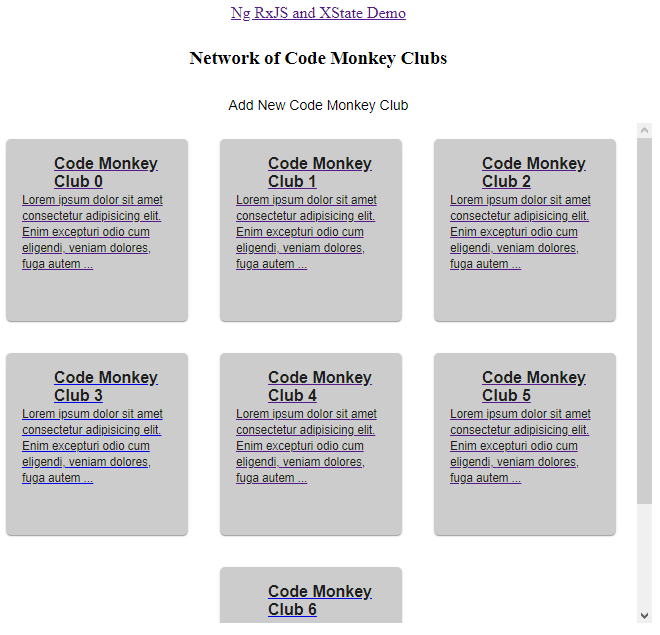 Ng RxJS and XState Demo
Network of Code Monkey Clubs
Add New Code Monkey Club
Code Monkey
Club 0
Lorem ipsum dolor sit amet
consectetur adipisicing elit.
Enim excepturi odio cum
eligendi, veniam dolores,
fuga autem ...
Code Monkey
Club 1
Lorem ipsum dolor sit amet
consectetur adipisicing elit.
Enim excepturi odio cum
eligendi, veniam dolores,
fuga autem ...
Code Monkey
Club 2
Lorem ipsum dolor sit amet
consectetur adipisicing elit.
Enim excepturi odio cum
eligendi, veniam dolores,
fuga autem ...
Code Monkey
Club 3
Lorem ipsum dolor sit amet
consectetur adipisicing elit.
Enim excepturi odio cum
eligendi, veniam dolores,
fuga autem ...
Code Monkey
Club 4
Lorem ipsum dolor sit amet
consectetur adipisicing elit.
Enim excepturi odio cum
eligendi, veniam dolores,
fuga autem ...
Code Monkey
Club 5
Lorem ipsum dolor sit amet
consectetur adipisicing elit.
Enim excepturi odio cum
eligendi, veniam dolores,
fuga autem ...
Code Monkey
Club 6